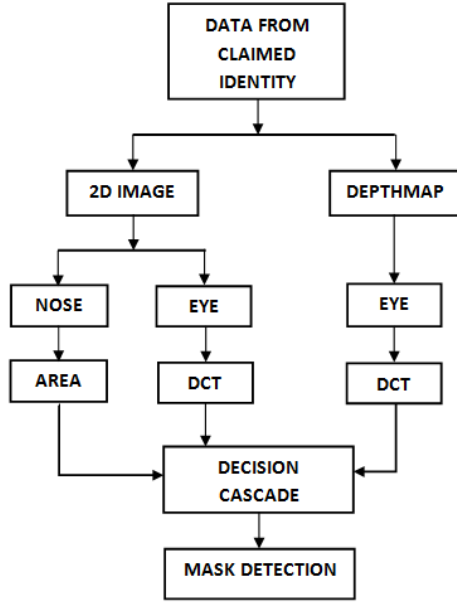 DATA FROM
CLAIMED
IDENTITY
2D IMAGE
DEPTHMAP
NOSE
EYE
EYE
AREA
DCT
DCT
DECISION
CASCADE
MASK DETECTION